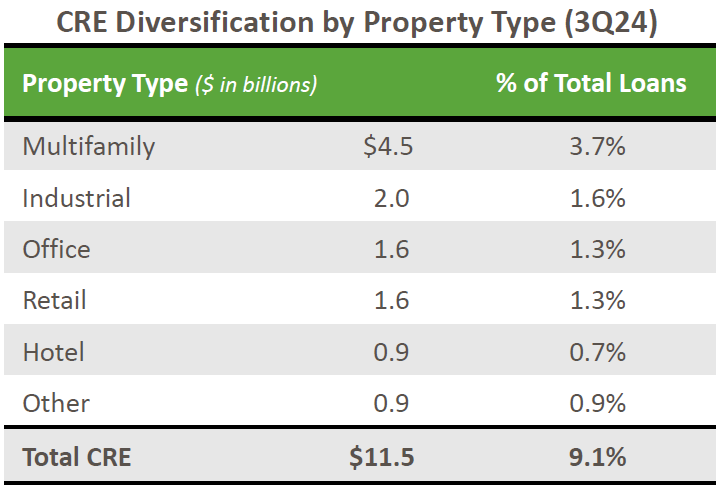 CRE Diversification by Property Type (3Q24)
Property Type ($ in billions) % of Total Loans
Multifamily $4.5 3.7%
Industrial 2.0 1.6%
Office 1.6 1.3%
Retail 1.6 1.3%
Hotel 0.9 0.7%
Other 0.9 0.9%
Total CRE $11.5 9.1%